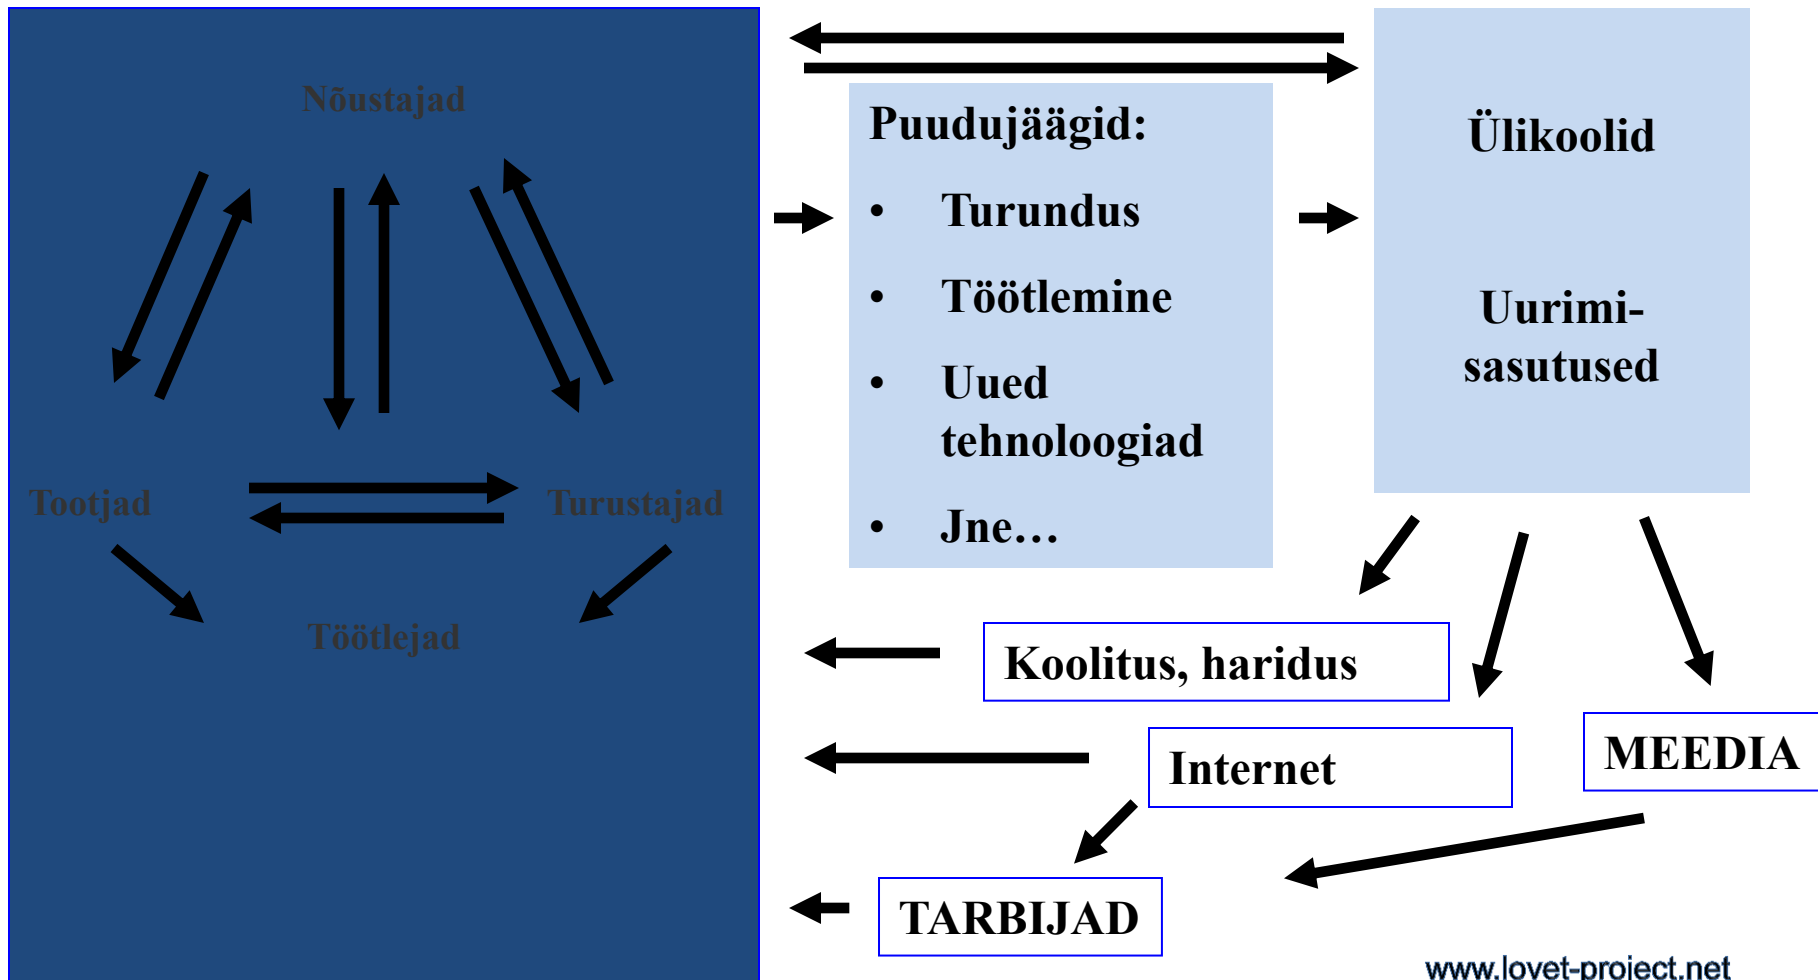 Nõustajad
Tootjad
Turustajad
Töötlejad
Puudujäägid:
• Turundus
• Töötlemine
• Uued
tehnoloogiad
• Jne…
Ülikoolid
Uurimi-
sasutused
Koolitus, haridus
Internet
MEEDIA
TARBIJAD
www.lovet-project.net